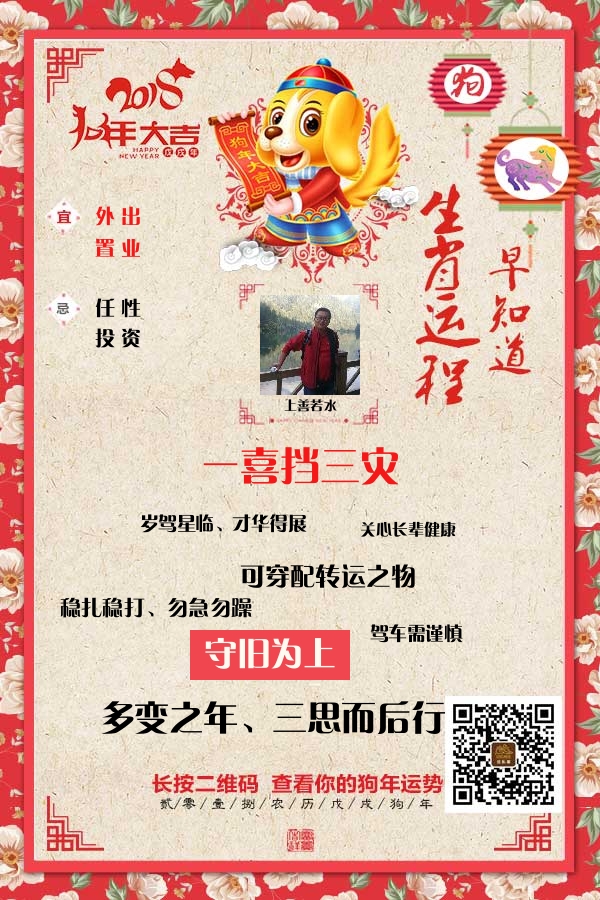 2018
狗年大吉
HAPPY
NEW YEAR
戊戌年
狗年大吉
狗
生肖运程
早知道
宜
外出
置业
忌
任性
投资
上善若水
HAPPY CHINESE NEW YEAR
一喜挡三灾
岁驾星临、才华得展
关心长辈健康
可穿配转运之物
稳扎稳打、勿急勿躁
驾车需谨慎
守旧为上
多变之年、三思而后行
长按二维码 查看你的狗年运势
贰/零/壹/捌/农/历/戊/戌/狗/年